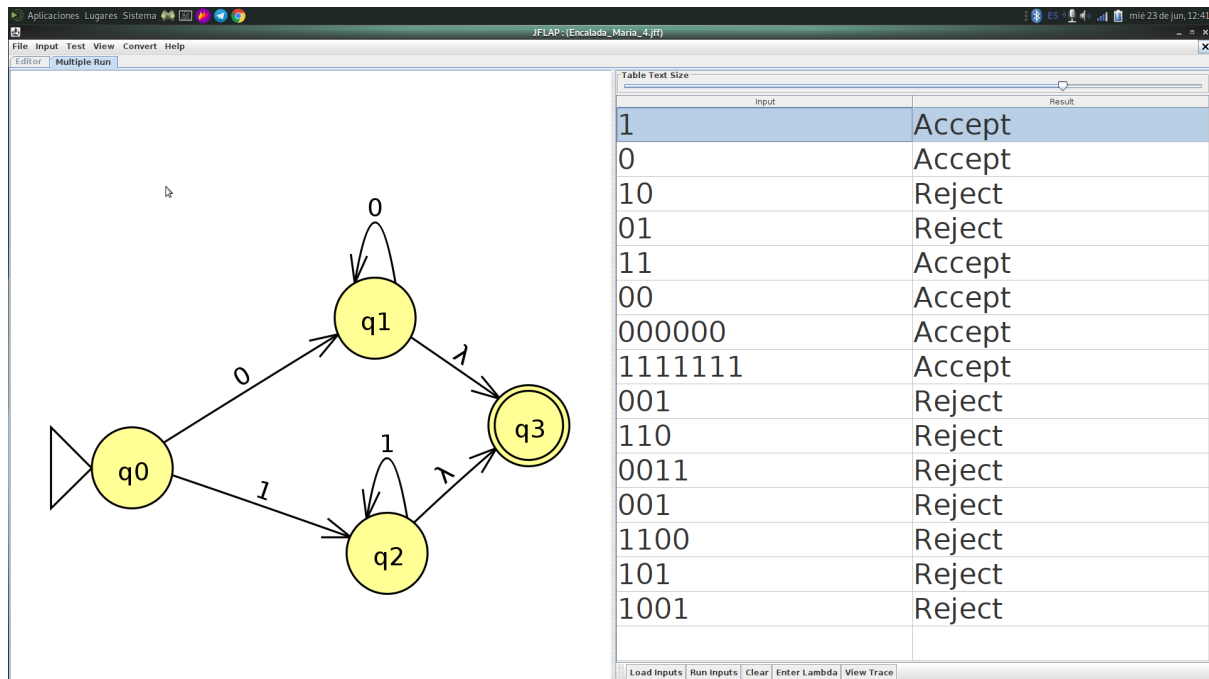 Aplicaciones Lugares Sistema
ES
mié 23 de jun, 12:41
JFLAP : (Encalada_Maria_4.jff)
File Input Test View Convert Help
Editor Multiple Run
Table Text Size
Input Result
1 Accept
0 Accept
10 Reject
01 Reject
11 Accept
00 Accept
000000 Accept
1111111 Accept
001 Reject
110 Reject
0011 Reject
001 Reject
1100 Reject
101 Reject
1001 Reject
Load Inputs Run Inputs Clear Enter Lambda View Trace
0
q1
λ
0
q3
1
q0
λ
1
q2